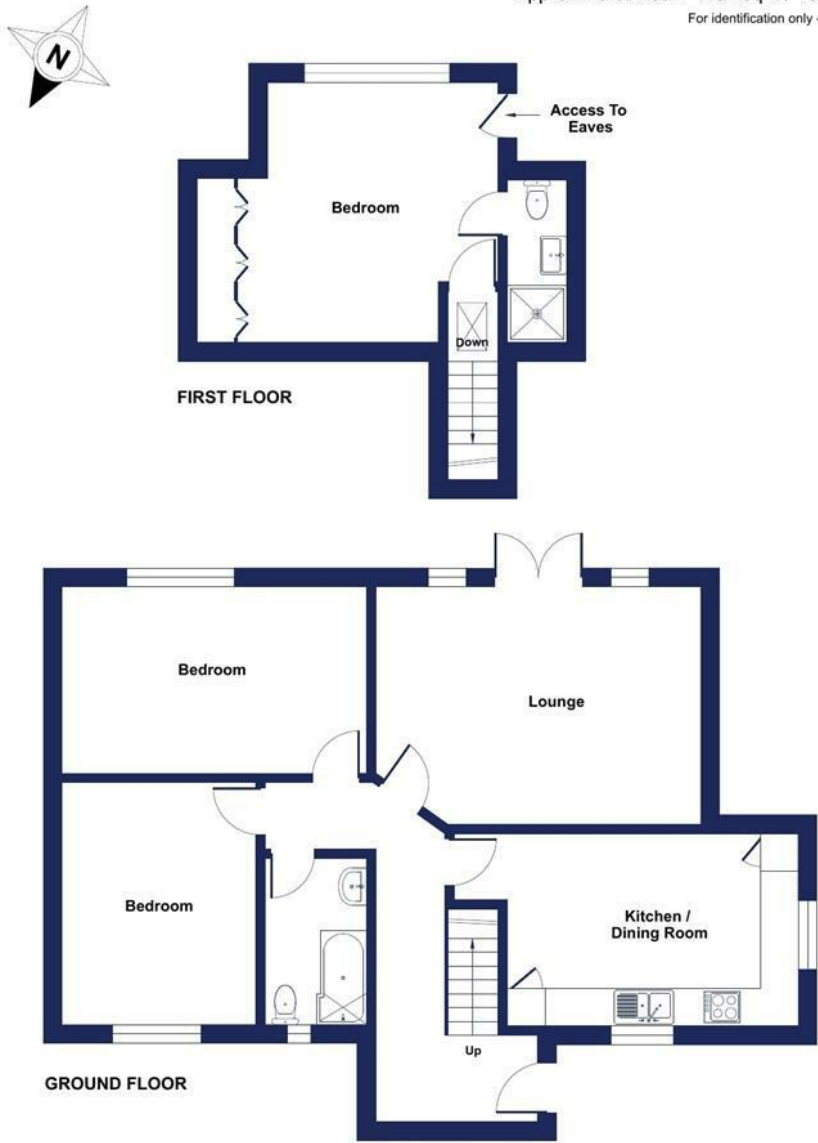 For identification only -
N
Access To
Eaves
Bedroom
Down
FIRST FLOOR
Bedroom
Lounge
Bedroom
Kitchen /
Dining Room
Up
GROUND FLOOR